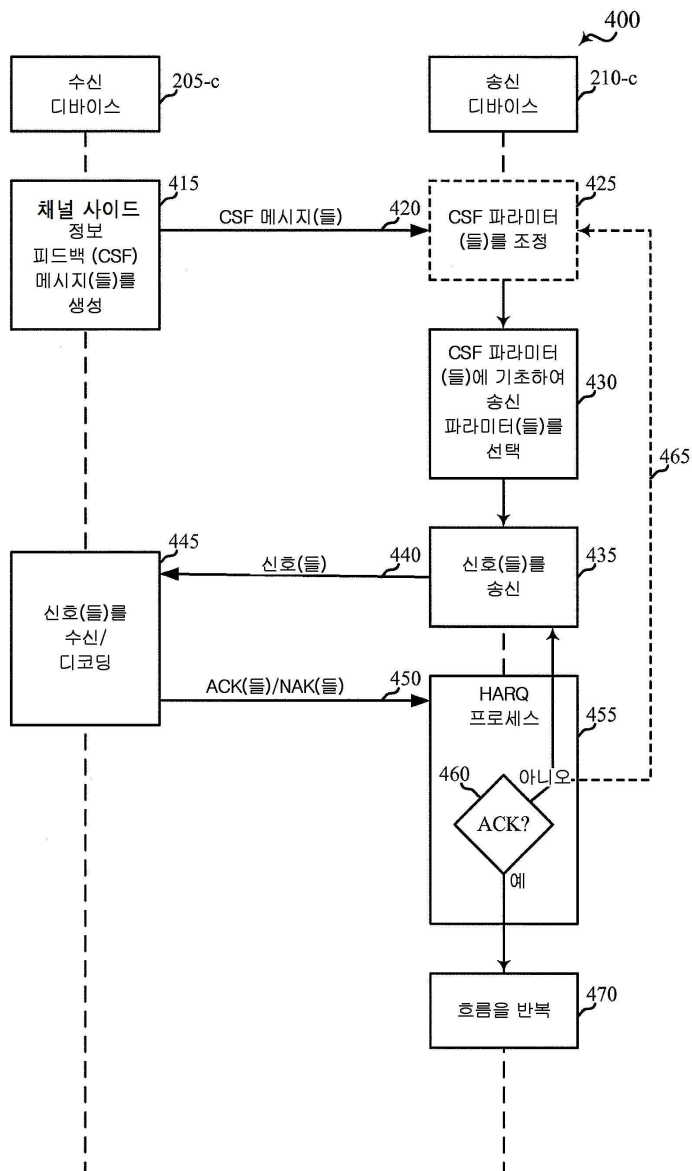 400
수신
디바이스
205-c
송신
디바이스
210-c
채널 사이드
정보
피드백 (CSF)
메시지(들)를
생성
415
CSF 메시지(들)
420
CSF 파라미터
(들)를 조정
425
CSF 파라미터
(들)에 기초하여
송신
파라미터(들)를
선택
430
465
신호(들)를
수신/
디코딩
445
신호(들)
440
신호(들)를
송신
435
ACK(들)/NAK(들)
450
HARQ
프로세스
455
460
아니오
ACK?
예
흐름을 반복
470